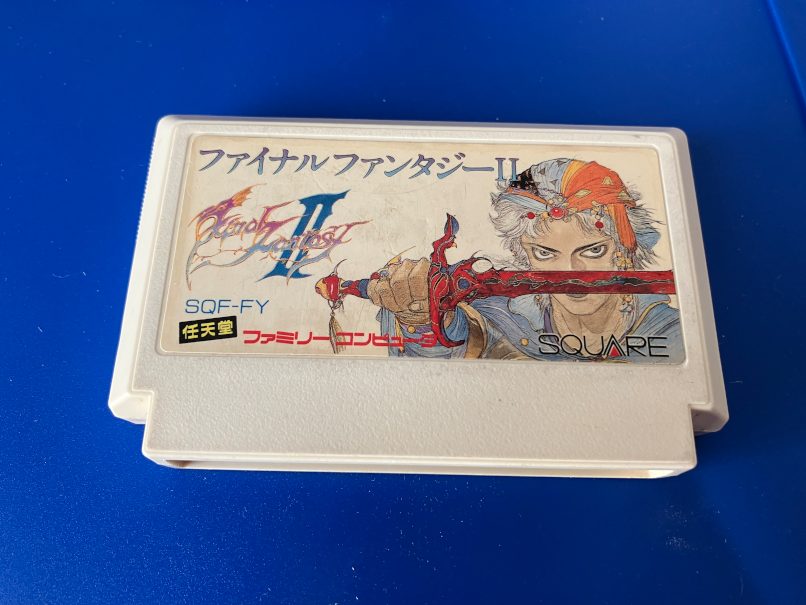 ファイナルファンタジーII
Final Fantasy
II
SQF-FY
任天堂
ファミリーコンピュータ
SQUARE